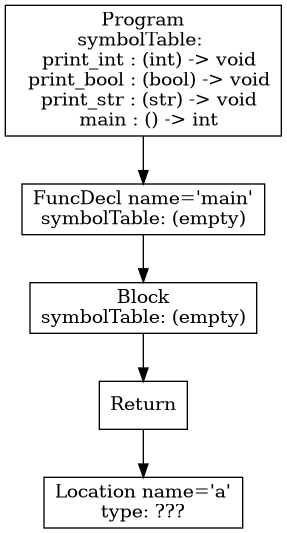 Program
symbolTable:
print_int : (int) -> void
print_bool : (bool) -> void
print_str : (str) -> void
main : () -> int
FuncDecl name='main'
symbolTable: (empty)
Block
symbolTable: (empty)
Return
Location name='a'
type: ???